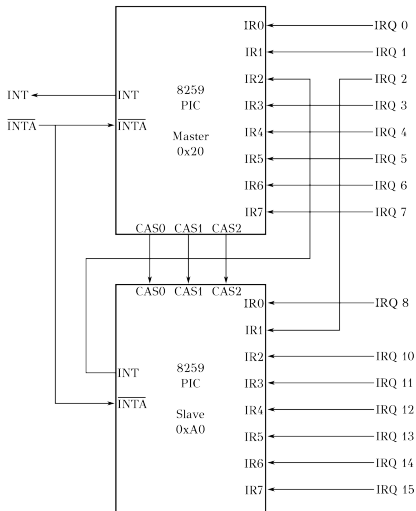 IR0 IRQ 0
IR1 IRQ 1
8259 IR2 IRQ 2
INT INT PIC IR3 IRQ 3
INTA INTA Master IR4 IRQ 4
0x20 IR5 IRQ 5
IR6 IRQ 6
IR7 IRQ 7
CAS0 CAS1 CAS2
CAS0 CAS1 CAS2
IR0 IRQ 8
IR1
8259 IR2 IRQ 10
INT PIC IR3 IRQ 11
INTA Slave IR4 IRQ 12
0xA0 IR5 IRQ 13
IR6 IRQ 14
IR7 IRQ 15